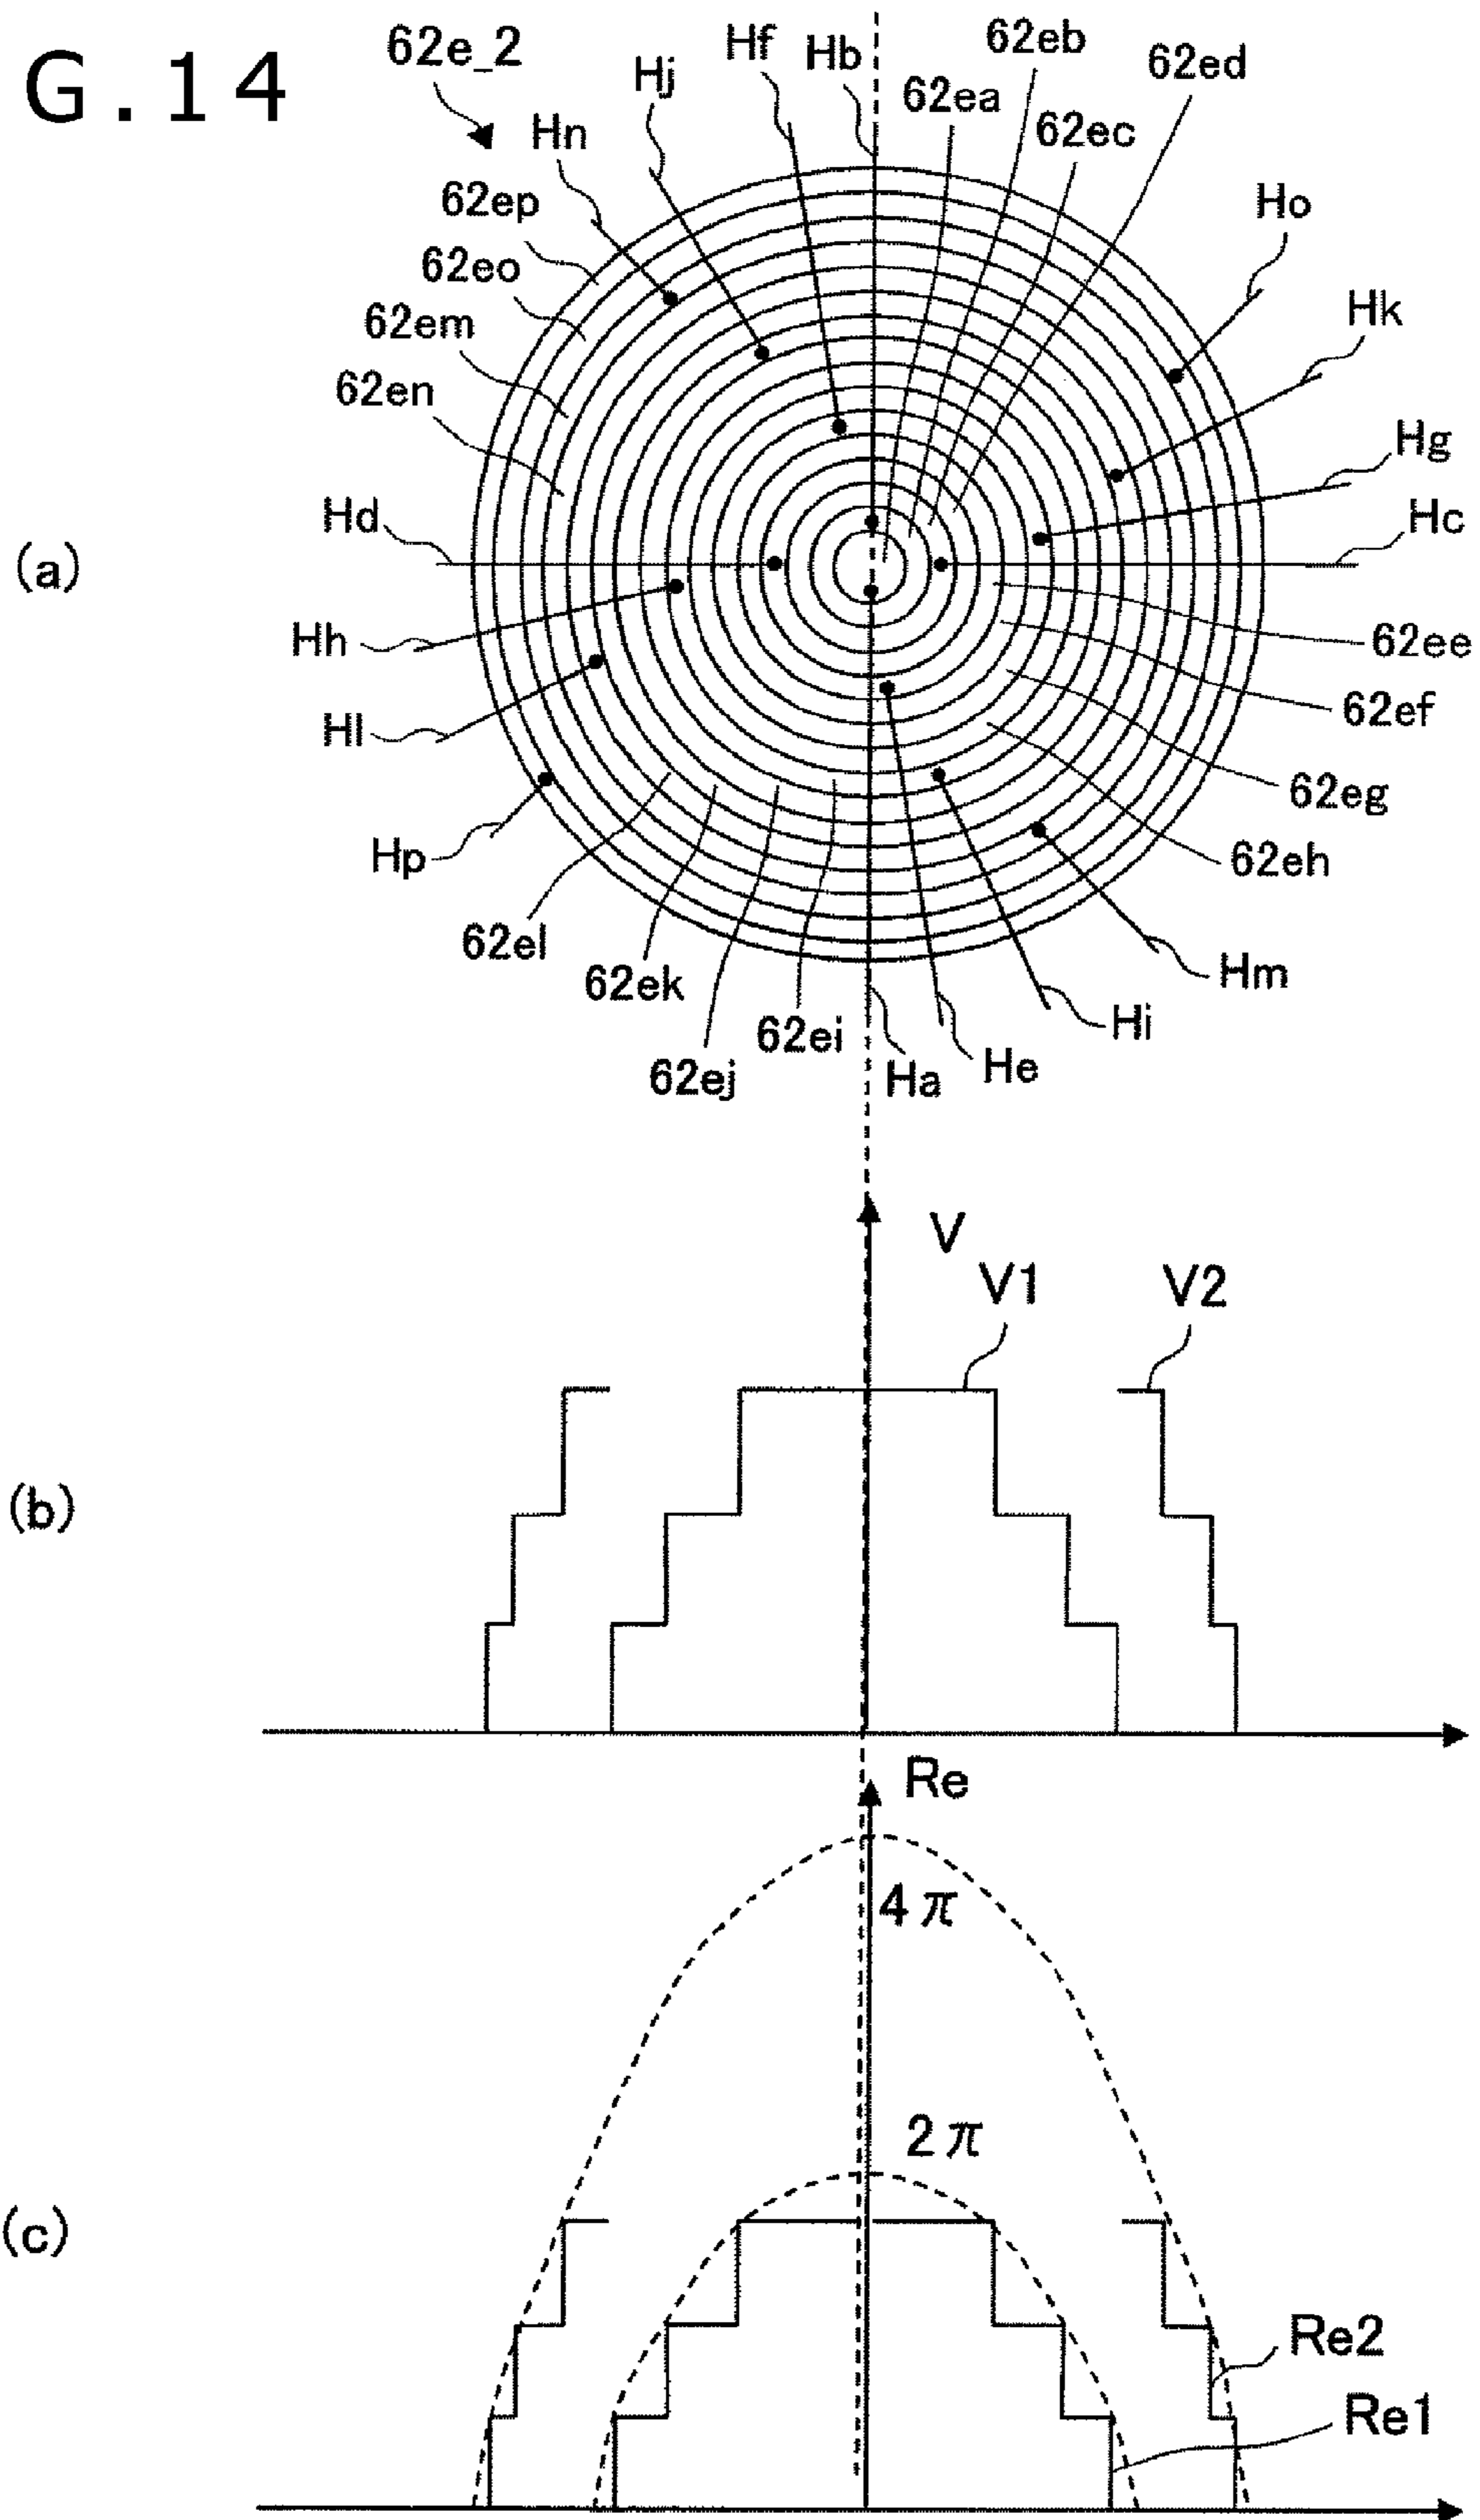 G.14
62e_2
Hf
Hb
62eb
62ed
Hj
62ea
Hn
62ec
62ep
Ho
62eo
62em
Hk
62en
Hg
Hd
Hc
(a)
Hh
62ee
Hl
62ef
62eg
Hp
62eh
62el
62ek
Hm
62ei
Hi
62ej
Ha
He
V
V1
V2
(b)
Re
4π
2π
(c)
Re2
Re1